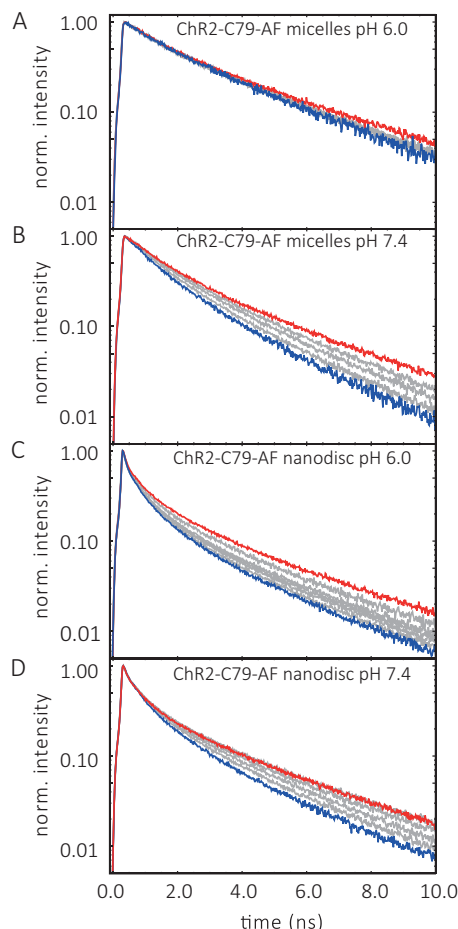 A
ChR2-C79-AF micelles pH 6.0
norm. intensity
1.00
0.10
0.01
B
ChR2-C79-AF micelles pH 7.4
norm. intensity
1.00
0.10
0.01
C
ChR2-C79-AF nanodisc pH 6.0
norm. intensity
1.00
0.10
0.01
D
ChR2-C79-AF nanodisc pH 7.4
norm. intensity
1.00
0.10
0.01
0.0 2.0 4.0 6.0 8.0 10.0
time (ns)